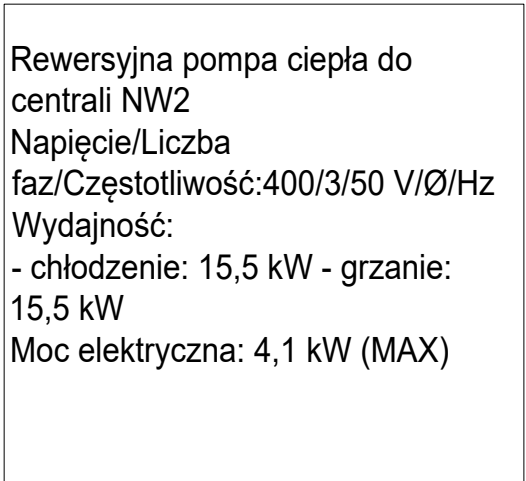 Rewersyjna pompa ciepła do
centrali NW2
Napięcie/Liczba
faz/Częstotliwość:400/3/50 V/Ø/Hz
Wydajność:
- chłodzenie: 15,5 kW - grzanie:
15,5 kW
Moc elektryczna: 4,1 kW (MAX)